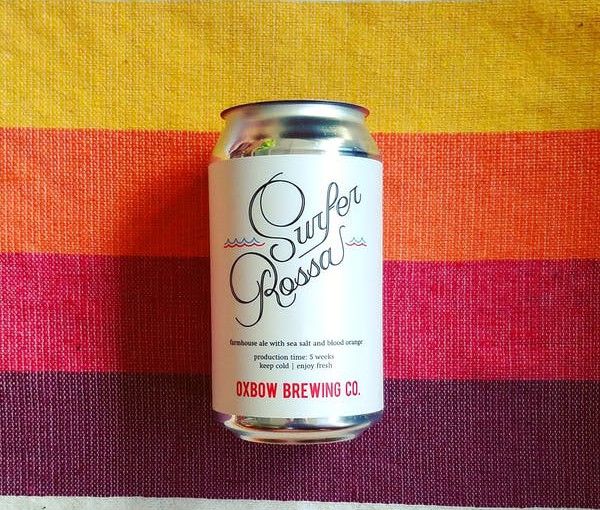 Surfer
Rossa
farmhouse ale with sea salt and blood orange
production time: 5 weeks
keep cold | enjoy fresh
OXBOW BREWING CO.